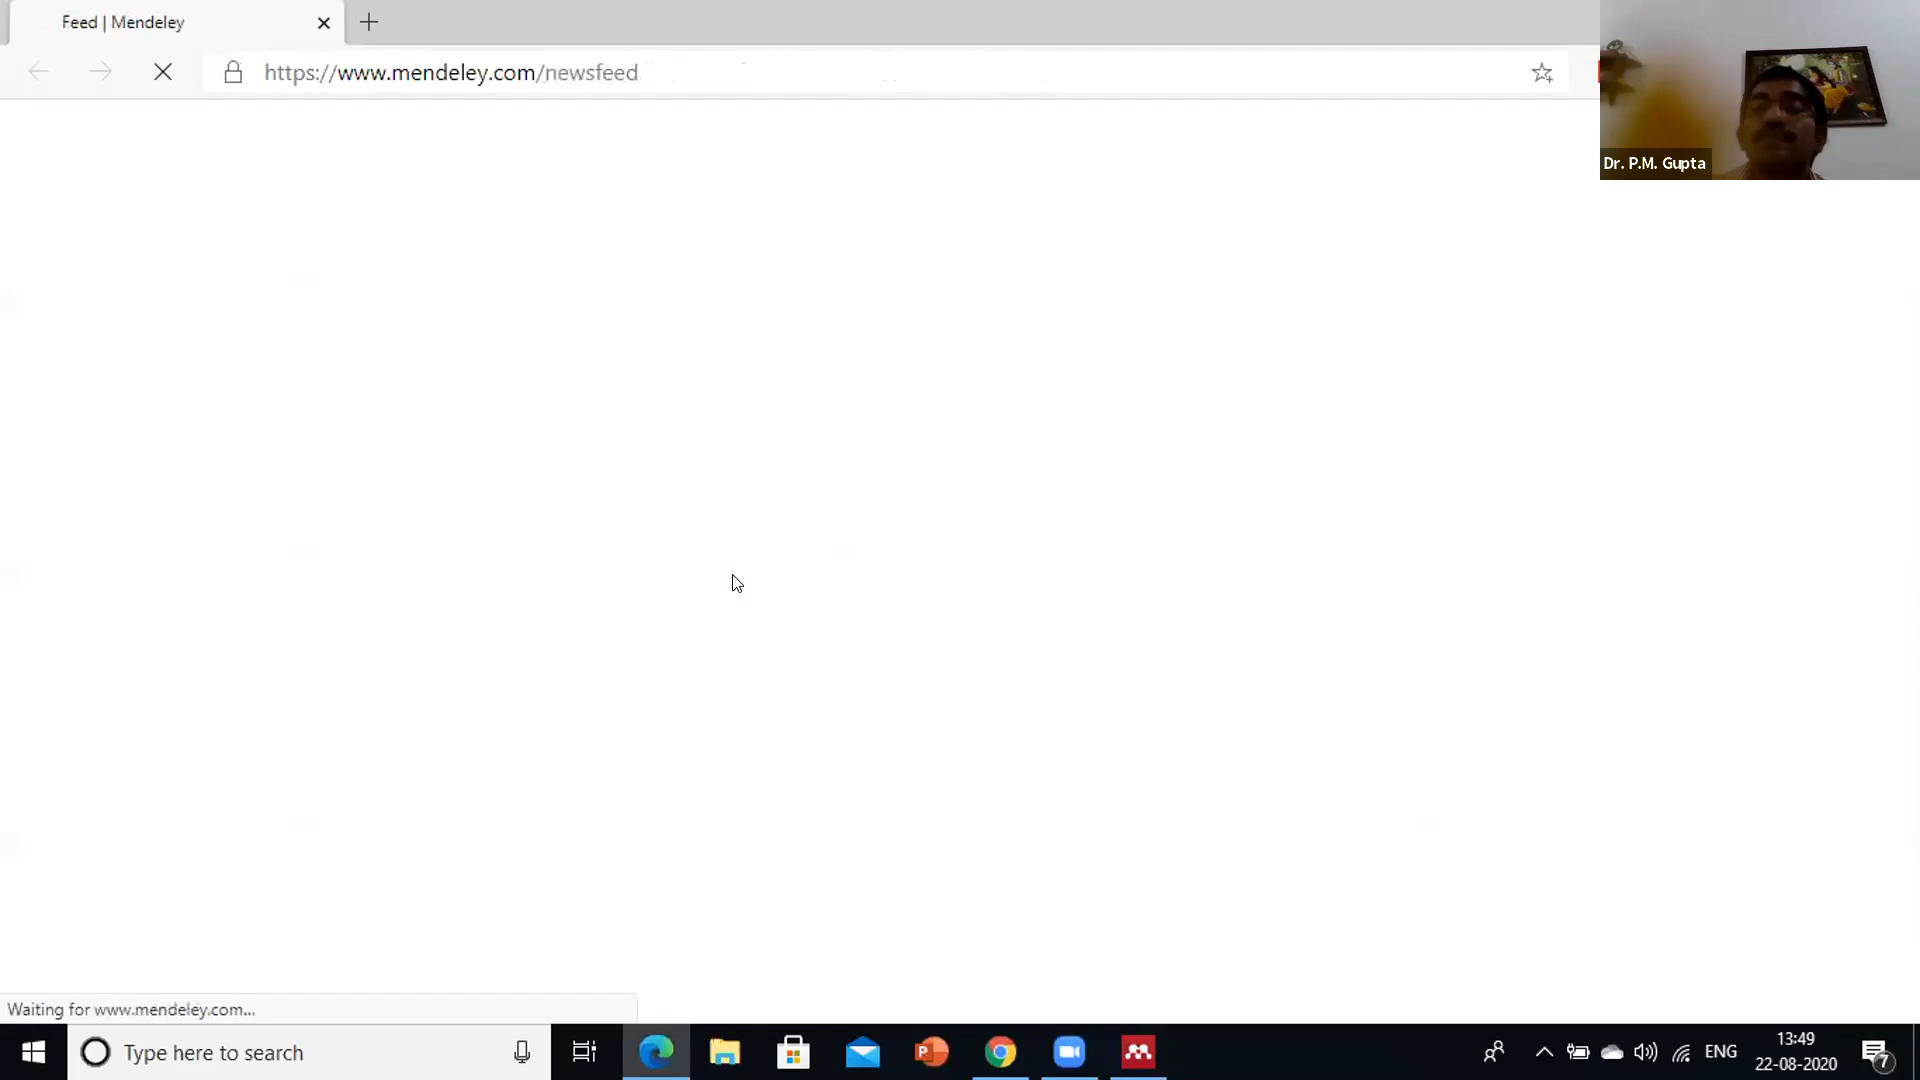 Feed | Mendeley
https://www.mendeley.com/newsfeed
Dr. P.M. Gupta
Waiting for www.mendeley.com...
Type here to search
P
ENG
13:49
22-08-2020
7